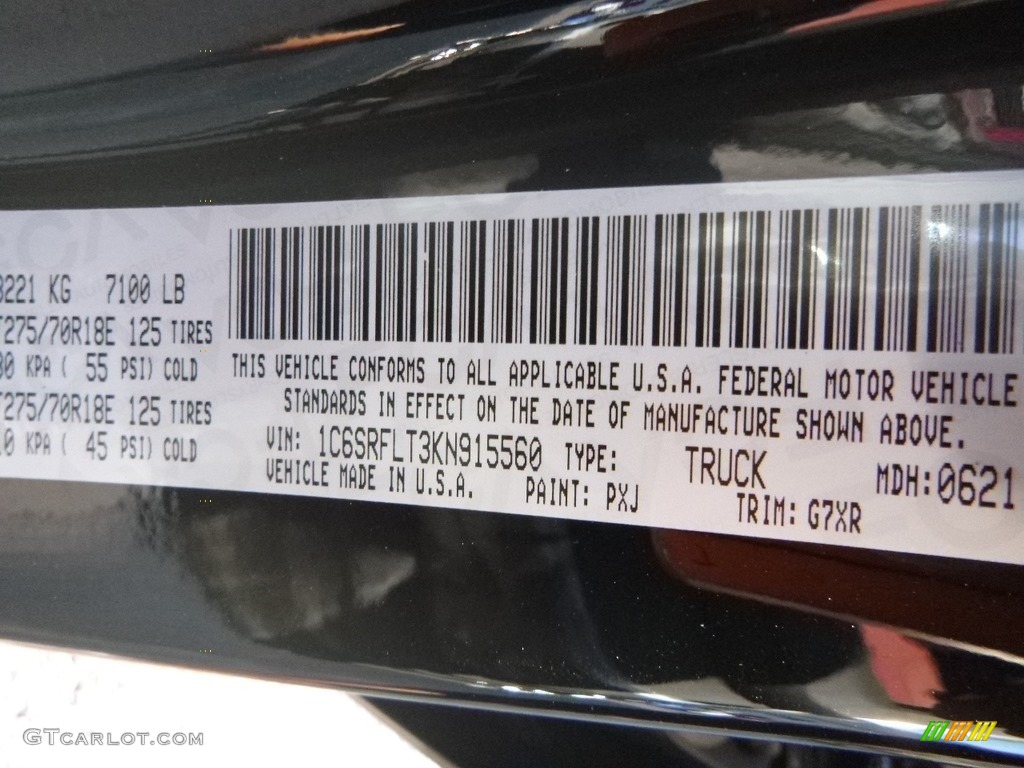 3221 KG 7100 LB
T275/70R18E 125 TIRES
80 KPA ( 55 PSI) COLD
T275/70R18E 125 TIRES
10 KPA ( 45 PSI) COLD
THIS VEHICLE CONFORMS TO ALL APPLICABLE U.S.A. FEDERAL MOTOR VEHICLE
STANDARDS IN EFFECT ON THE DATE OF MANUFACTURE SHOWN ABOVE.
VIN: 1C6SRFLT3KN915560 TYPE: TRUCK MDH:0621
VEHICLE MADE IN U.S.A. PAINT: PXJ TRIM: G7XR
GTCARLOT.COM